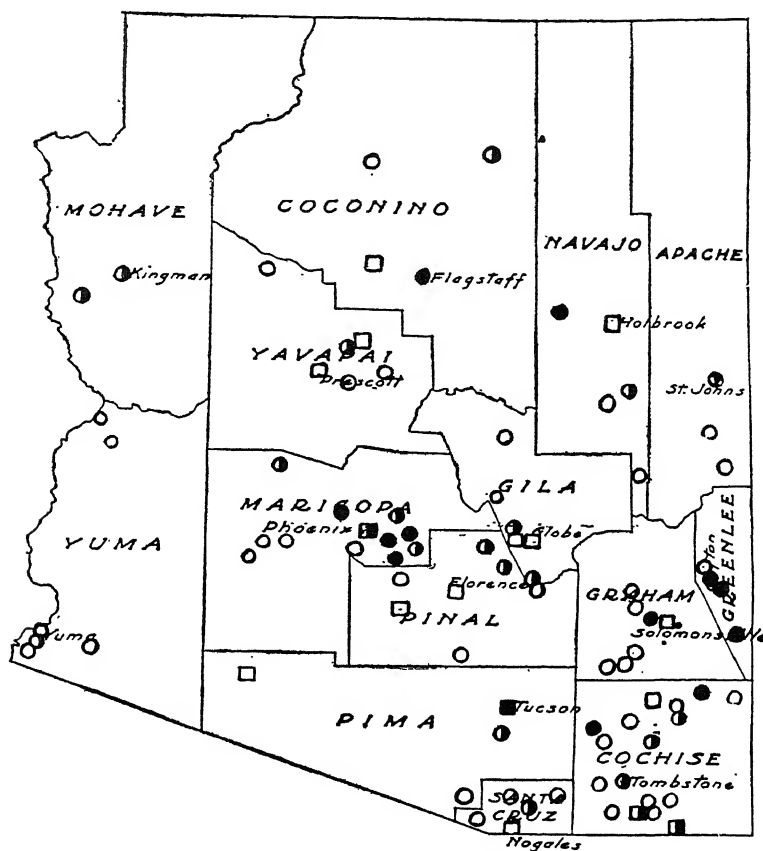 MOHAVE
COCONINO
NAVAJO
APACHE
Kingman
Flagstaff
Holbrook
YAVAPAI
Prescott
St. Johns
GILA
MARICOPA
Phoenix
Globe
YUMA
GREENLEE
Florence
GRAHAM
PINAL
Solomons
Yuma
Tucson
PIMA
COCHISE
Tombstone
SANTA
CRUZ
Nogales